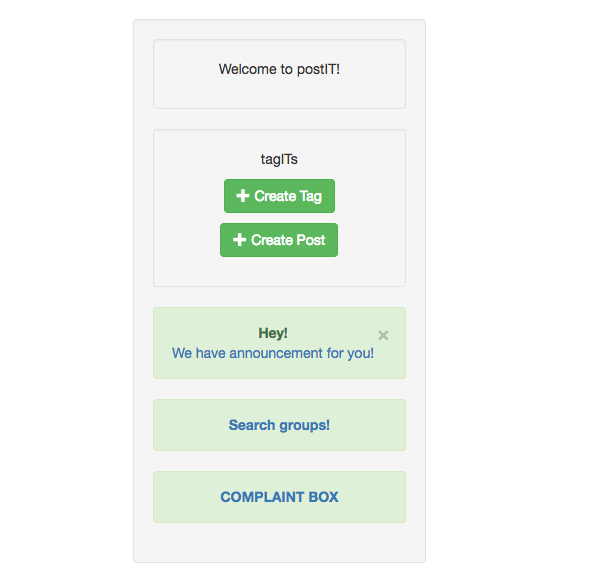 Welcome to postIT!
tagITs
Create Tag
Create Post
Hey!
We have announcement for you!
Search groups!
COMPLAINT BOX